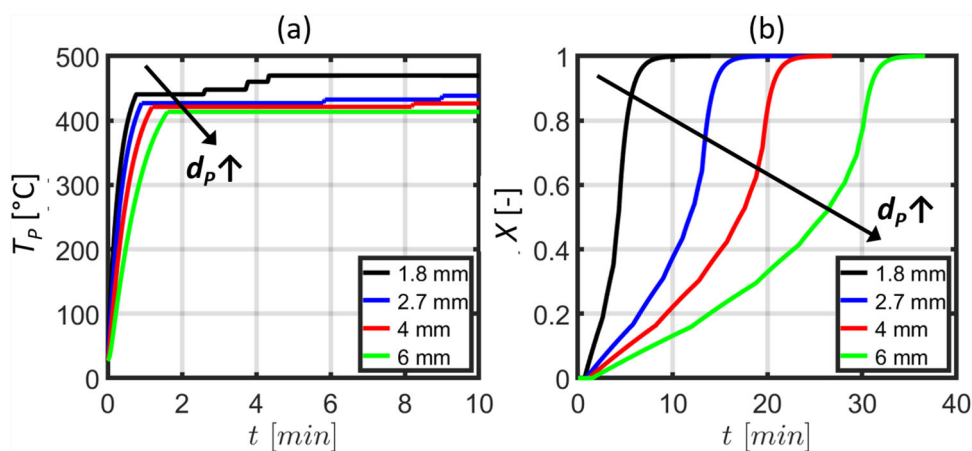 (a)
500
400
300
200
100
0
T_P [°C]
d_P↑
1.8 mm
2.7 mm
4 mm
6 mm
0 2 4 6 8 10
t [min]
(b)
1
0.8
0.6
0.4
0.2
0
X [-]
d_P↑
1.8 mm
2.7 mm
4 mm
6 mm
0 10 20 30 40
t [min]